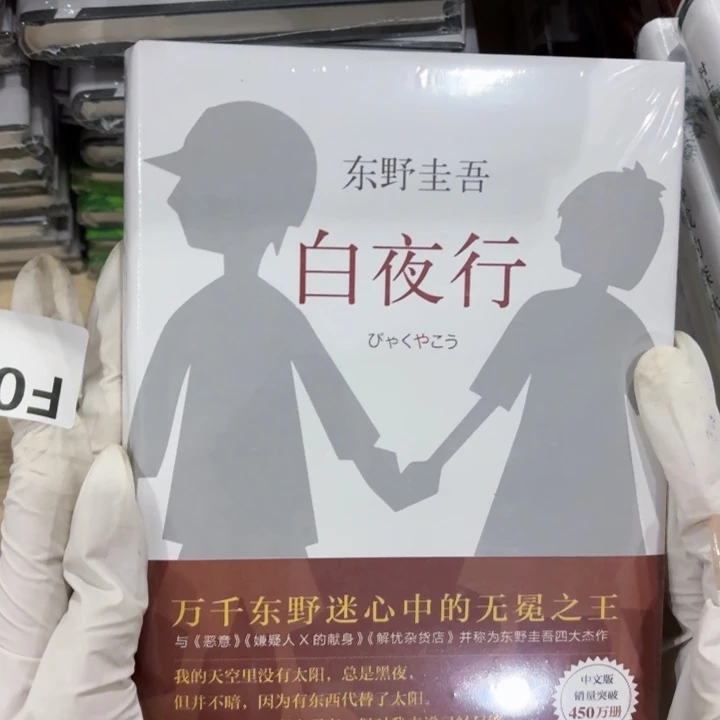 东野圭吾
白夜行
びゃくやこう
万千东野迷心中的无冕之王
与《恶意》《嫌疑人X的献身》《解忧杂货店》并称为东野圭吾四大杰作
我的天空里没有太阳，总是黑夜，
但并不暗，因为有东西代替了太阳。
中文版
销量突破
450万册
FO